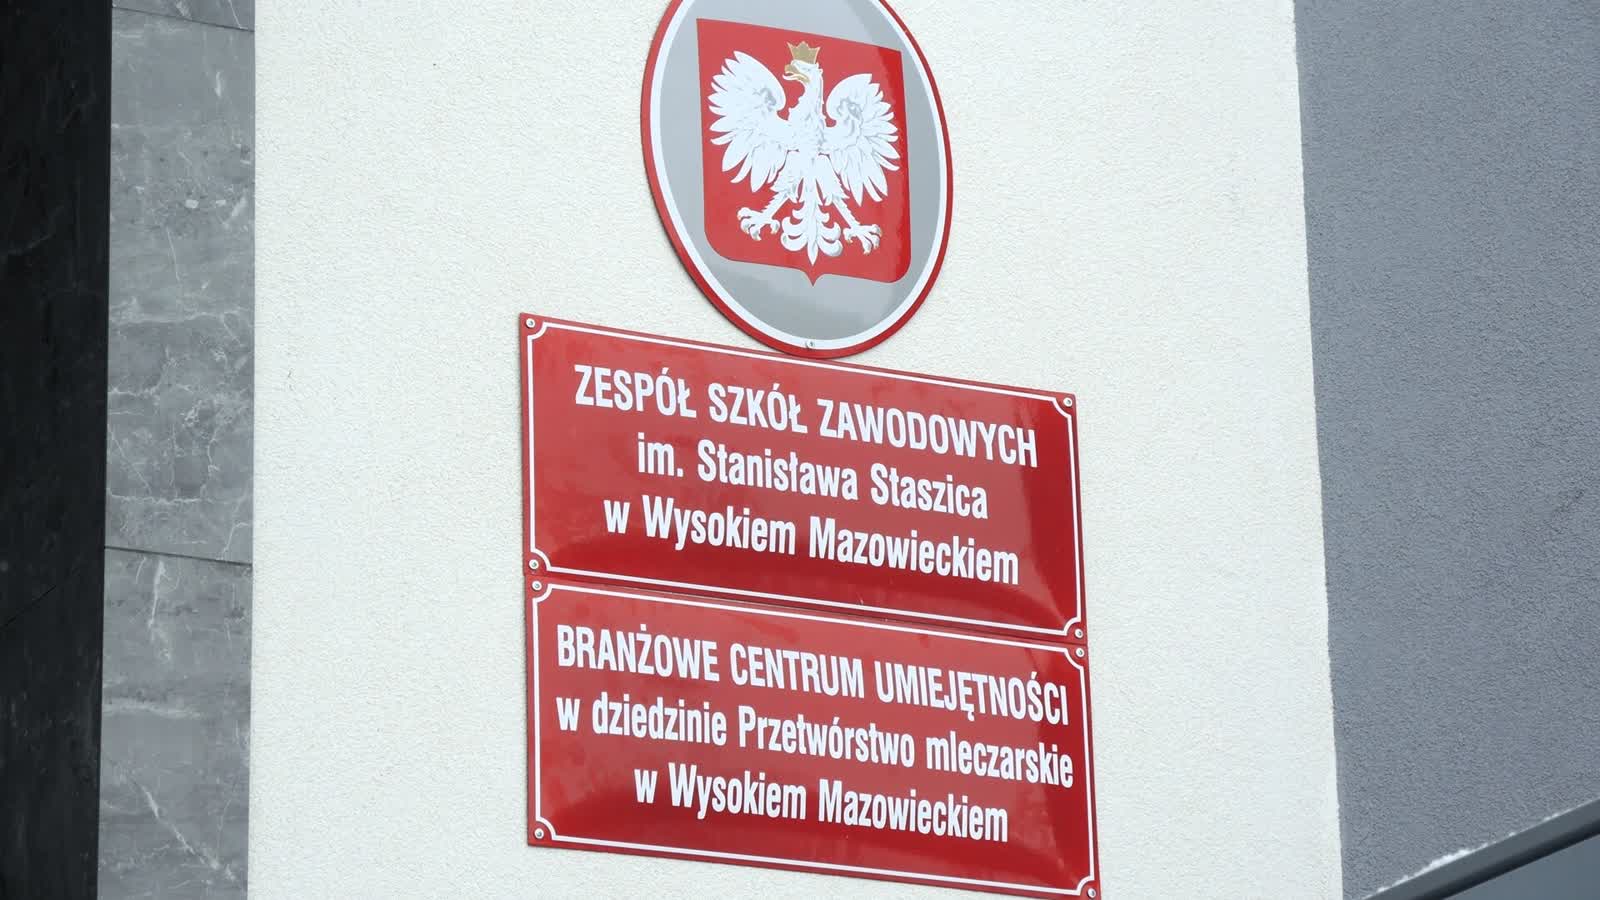 ZESPÓŁ SZKÓŁ ZAWODOWYCH
im. Stanisława Staszica
w Wysokiem Mazowieckiem
BRANŻOWE CENTRUM UMIEJĘTNOŚCI
w dziedzinie Przetwórstwo mleczarskie
w Wysokiem Mazowieckiem